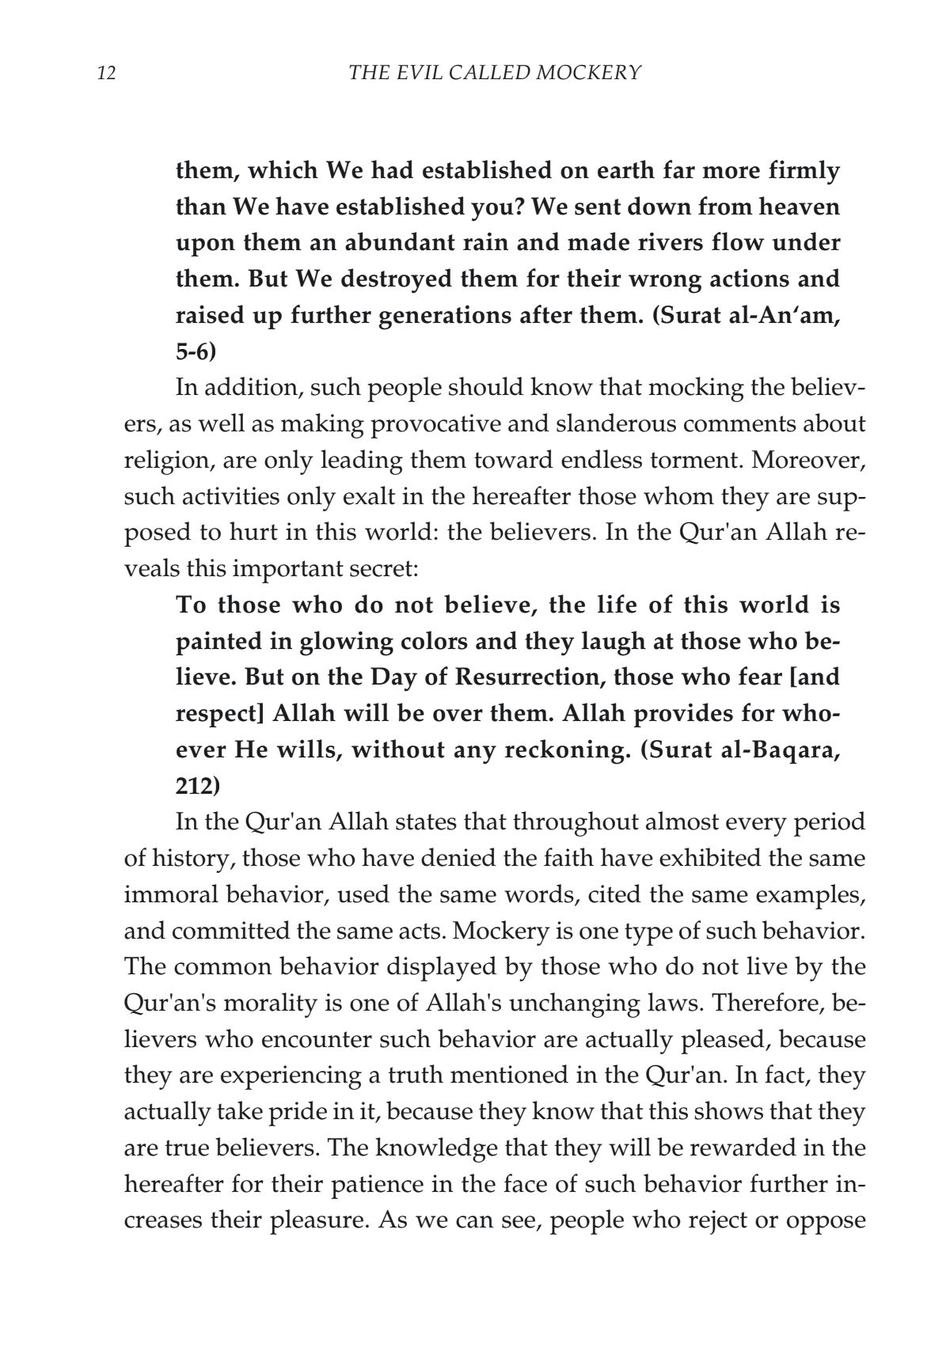 12
THE EVIL CALLED MOCKERY
them, which We had established on earth far more firmly
than We have established you? We sent down from heaven
upon them an abundant rain and made rivers flow under
them. But We destroyed them for their wrong actions and
raised up further generations after them. (Surat al-An‘am,
5-6)
In addition, such people should know that mocking the believ-
ers, as well as making provocative and slanderous comments about
religion, are only leading them toward endless torment. Moreover,
such activities only exalt in the hereafter those whom they are sup-
posed to hurt in this world: the believers. In the Qur'an Allah re-
veals this important secret:
To those who do not believe, the life of this world is
painted in glowing colors and they laugh at those who be-
lieve. But on the Day of Resurrection, those who fear [and
respect] Allah will be over them. Allah provides for who-
ever He wills, without any reckoning. (Surat al-Baqara,
212)
In the Qur'an Allah states that throughout almost every period
of history, those who have denied the faith have exhibited the same
immoral behavior, used the same words, cited the same examples,
and committed the same acts. Mockery is one type of such behavior.
The common behavior displayed by those who do not live by the
Qur'an's morality is one of Allah's unchanging laws. Therefore, be-
lievers who encounter such behavior are actually pleased, because
they are experiencing a truth mentioned in the Qur'an. In fact, they
actually take pride in it, because they know that this shows that they
are true believers. The knowledge that they will be rewarded in the
hereafter for their patience in the face of such behavior further in-
creases their pleasure. As we can see, people who reject or oppose